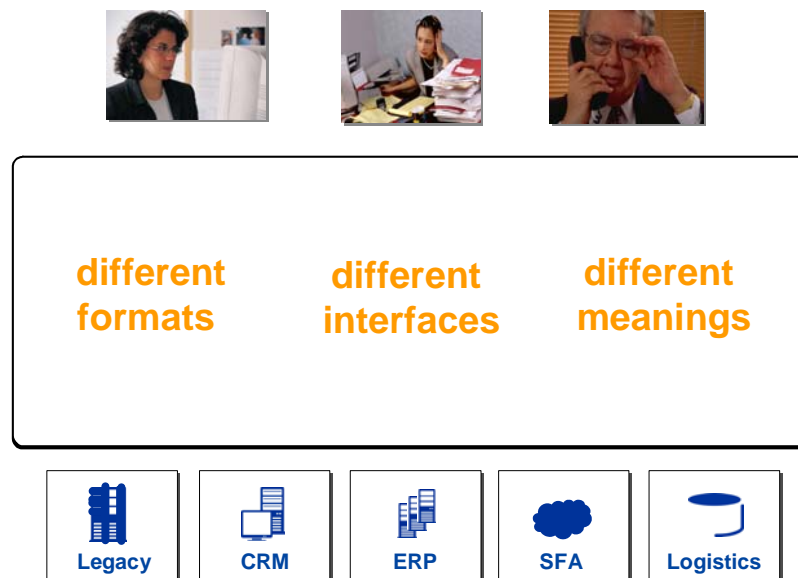 different
formats
different
interfaces
different
meanings
Legacy
CRM
ERP
SFA
Logistics